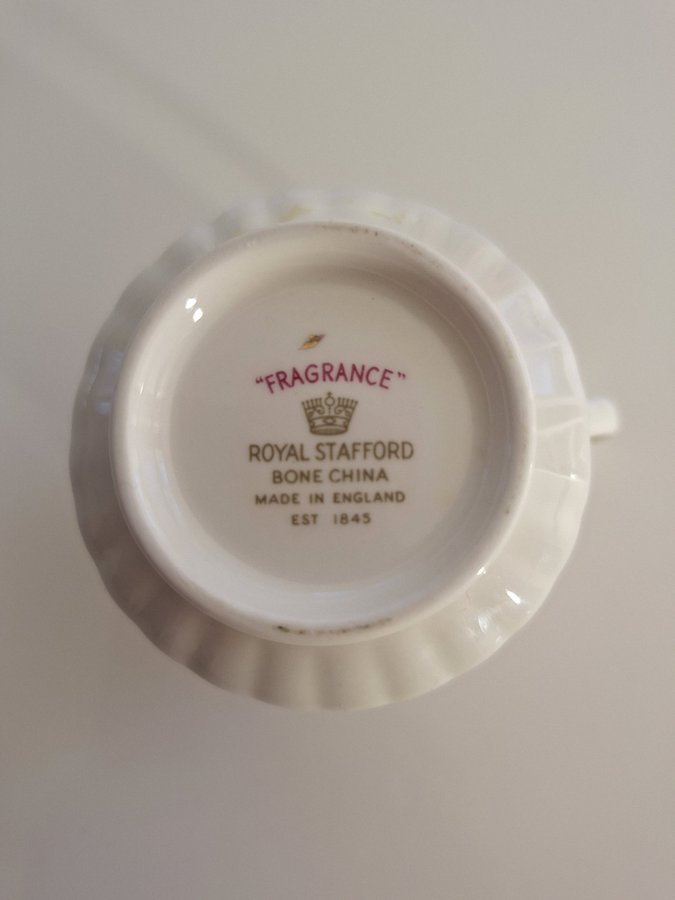 "FRAGRANCE"
ROYAL STAFFORD
BONE CHINA
MADE IN ENGLAND
EST 1845